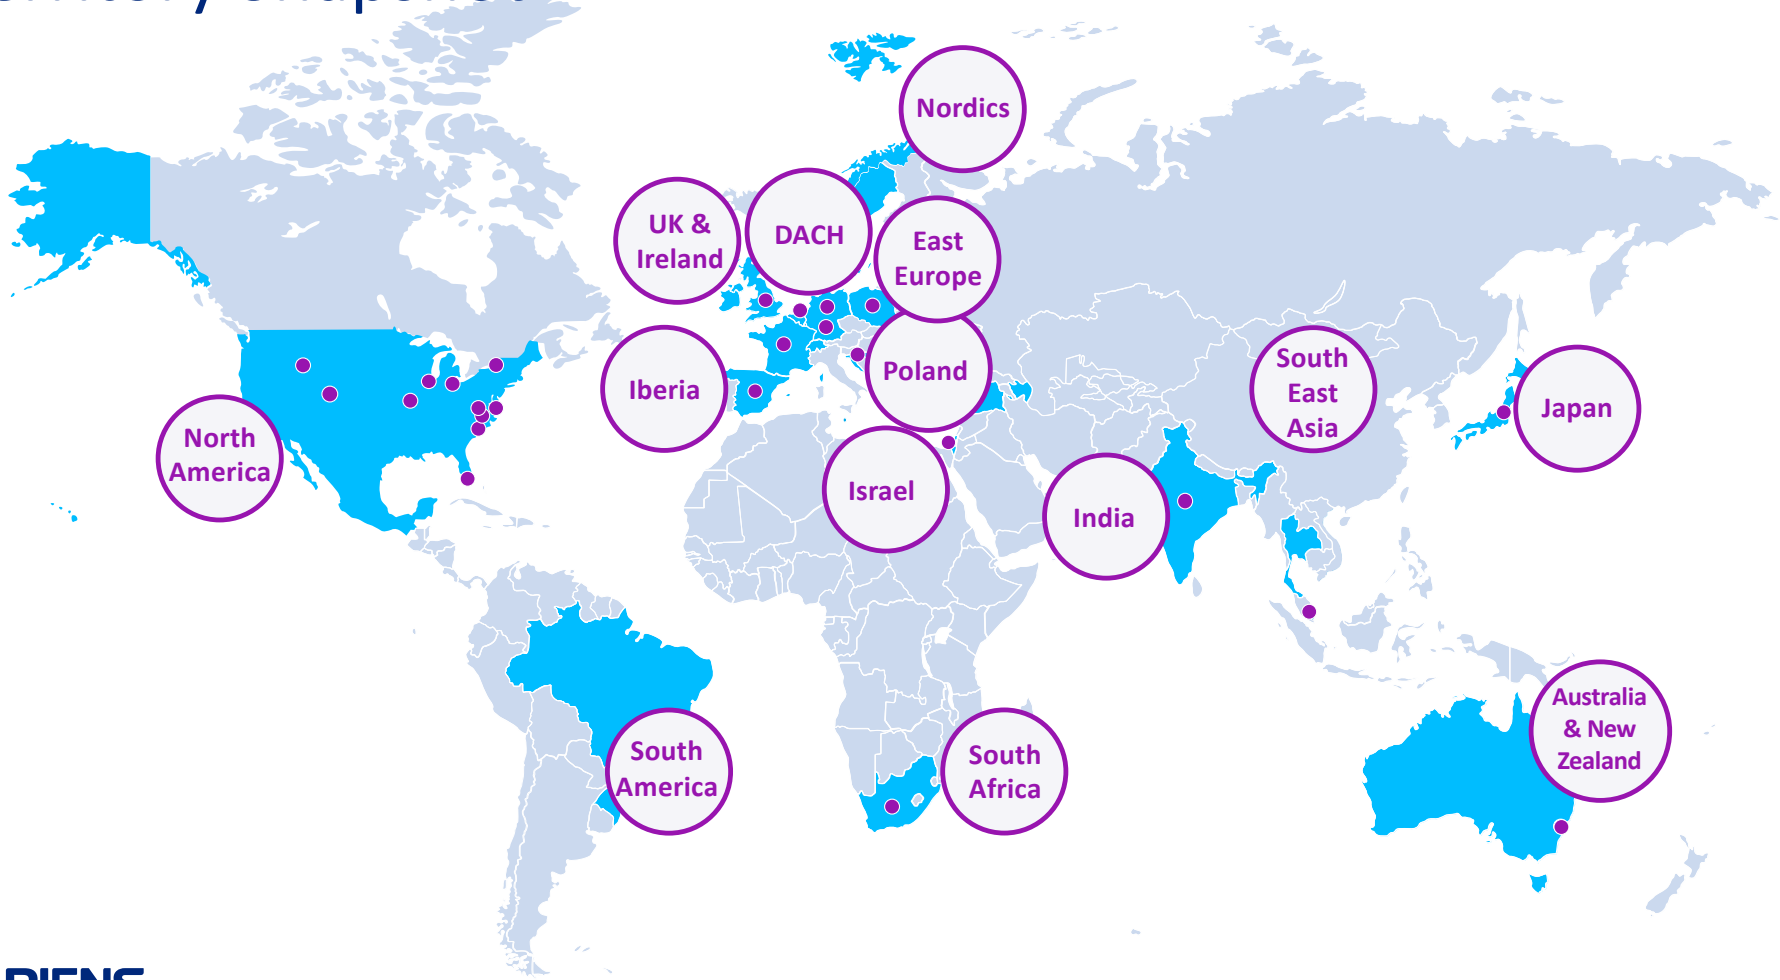 Nordics
UK &
Ireland
DACH
East
Europe
Iberia
Poland
South
East
Asia
Japan
North
America
Israel
India
Australia
& New
Zealand
South
America
South
Africa